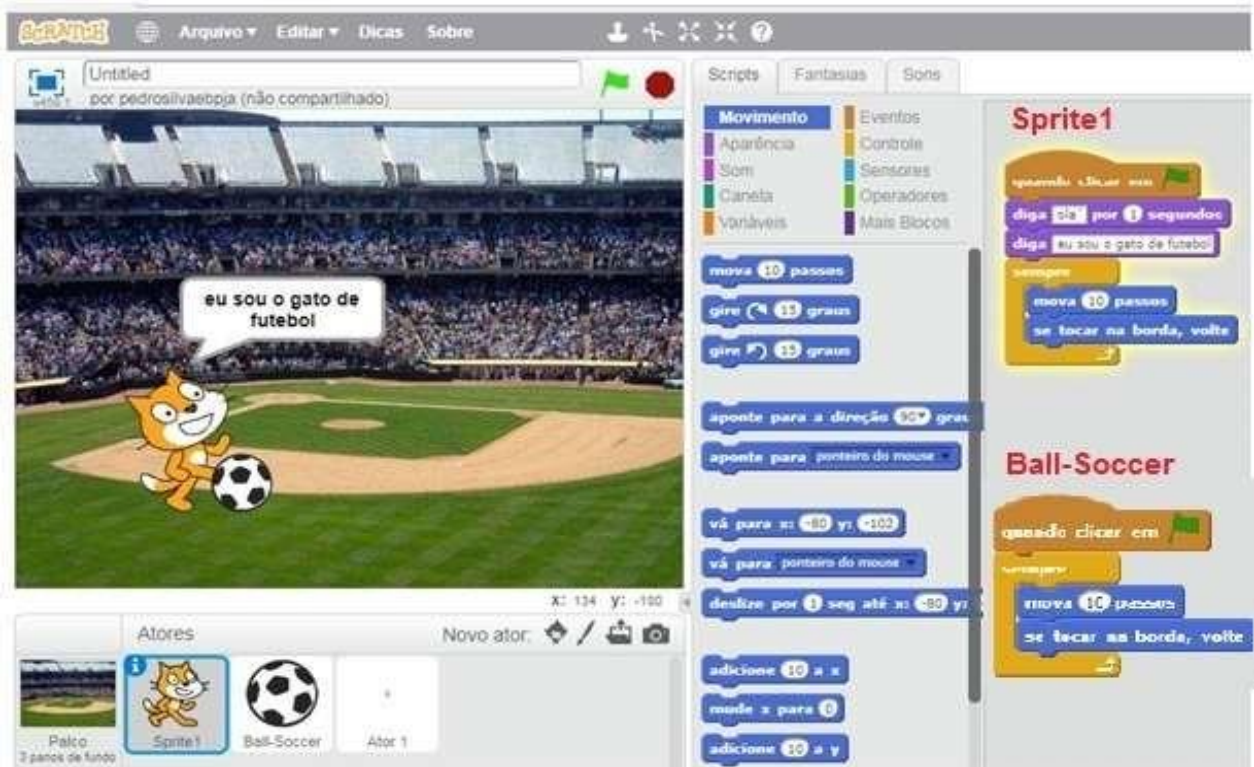 SCRATCH Arquivo Editar Dicas Sobre
Untitled
por pedrosilvaebpja (não compartilhado)
eu sou o gato de
futebol
X: 134 y: -180
Atores Novo ator:
Palco
3 panos de fundo
Sprite1
Ball-Soccer
Ator 1
Scripts Fantasias Sons
Movimento
Aparência
Som
Caneta
Variáveis
Eventos
Controle
Sensores
Operadores
Mais Blocos
mova 10 passos
gire 15 graus
gire 15 graus
aponte para a direção 90 grau
aponte para ponteiro do mouse
vá para x: -80 y: -103
vá para ponteiro do mouse
deslize por 1 seg até x: -80 y:
adicione 10 a x
mude x para 0
adicione 10 a y
Sprite1
quando clicar em
diga ola por 1 segundos
diga eu sou o gato de futebol
sempre
mova 10 passos
se tocar na borda, volte
Ball-Soccer
quando clicar em
sempre
mova 10 passos
se tocar na borda, volte